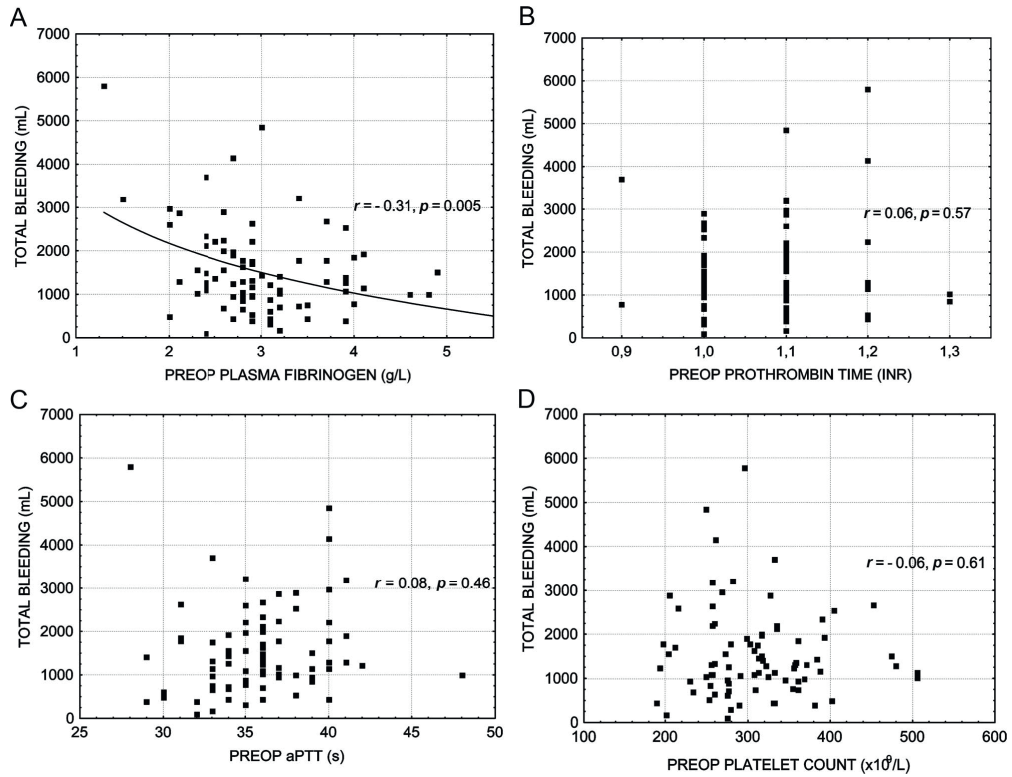 A
TOTAL BLEEDING (mL)
7000
6000
5000
4000
3000
2000
1000
0
r = - 0.31, p = 0.005
1 2 3 4 5
PREOP PLASMA FIBRINOGEN (g/L)
B
TOTAL BLEEDING (mL)
7000
6000
5000
4000
3000
2000
1000
0
r = 0.06, p = 0.57
0,9 1,0 1,1 1,2 1,3
PREOP PROTHROMBIN TIME (INR)
C
TOTAL BLEEDING (mL)
7000
6000
5000
4000
3000
2000
1000
0
r = 0.08, p = 0.46
25 30 35 40 45 50
PREOP aPTT (s)
D
TOTAL BLEEDING (mL)
7000
6000
5000
4000
3000
2000
1000
0
r = - 0.06, p = 0.61
100 200 300 400 500 600
PREOP PLATELET COUNT (x10⁹/L)